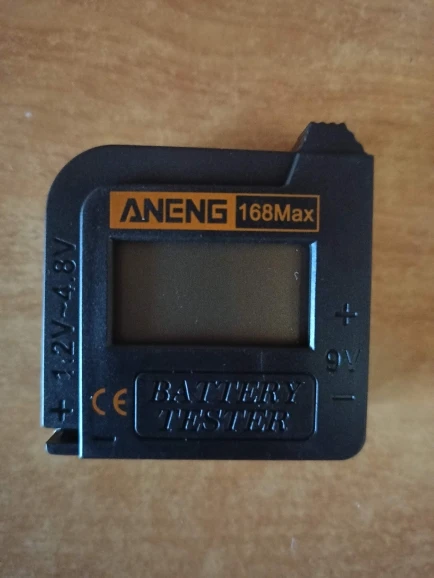 ANENG 168Max
+ 1.2V~4.8V
-
+
9V
-
CE
BATTERY
TESTER